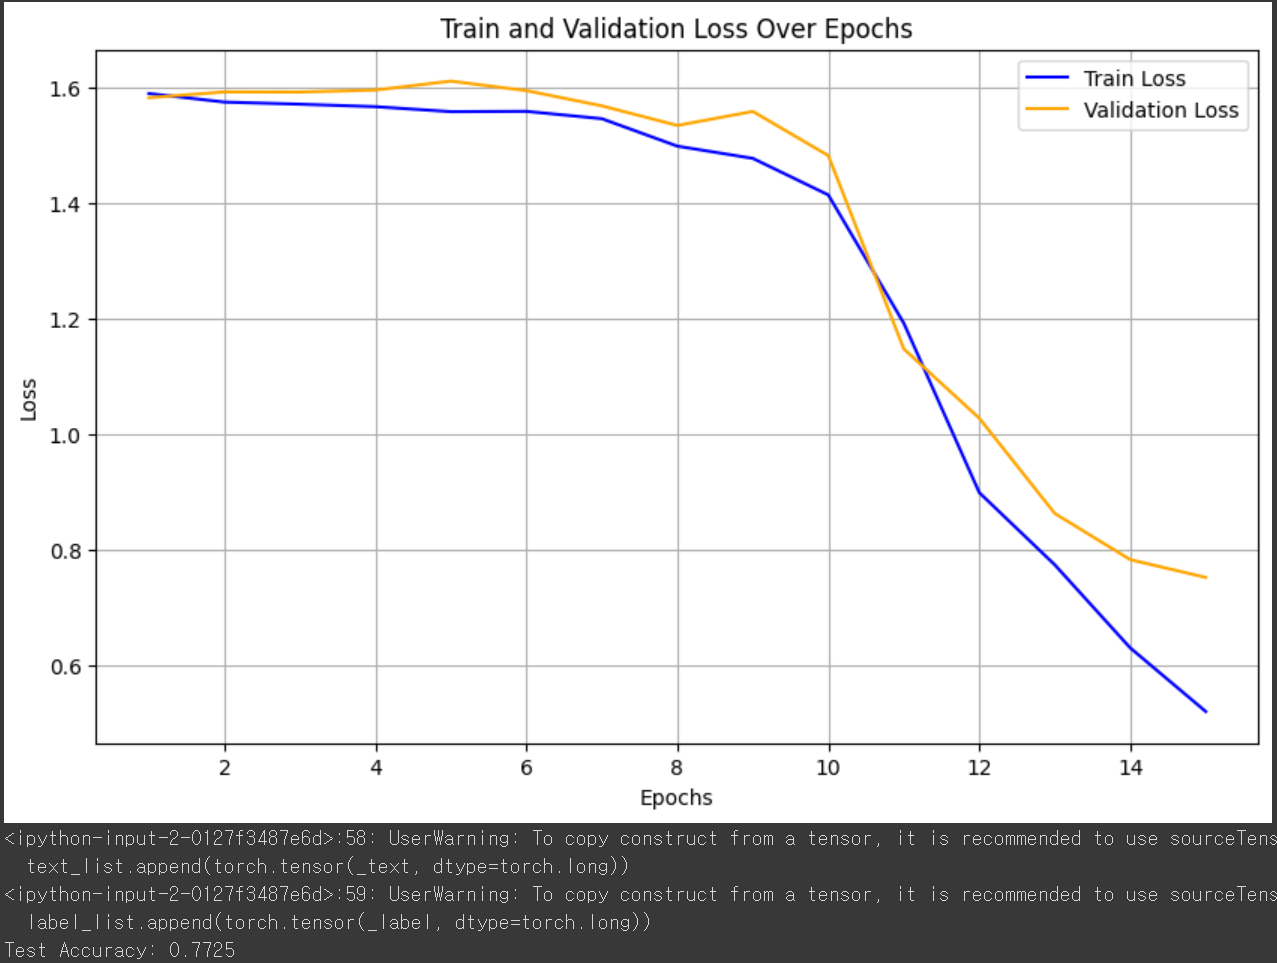 Train and Validation Loss Over Epochs
Train Loss
Validation Loss
1.6
1.4
1.2
1.0
0.8
0.6
Loss
2 4 6 8 10 12 14
Epochs
<ipython-input-2-0127f3487e6d>:58: UserWarning: To copy construct from a tensor, it is recommended to use sourceTens
text_list.append(torch.tensor(_text, dtype=torch.long))
<ipython-input-2-0127f3487e6d>:59: UserWarning: To copy construct from a tensor, it is recommended to use sourceTens
label_list.append(torch.tensor(_label, dtype=torch.long))
Test Accuracy: 0.7725